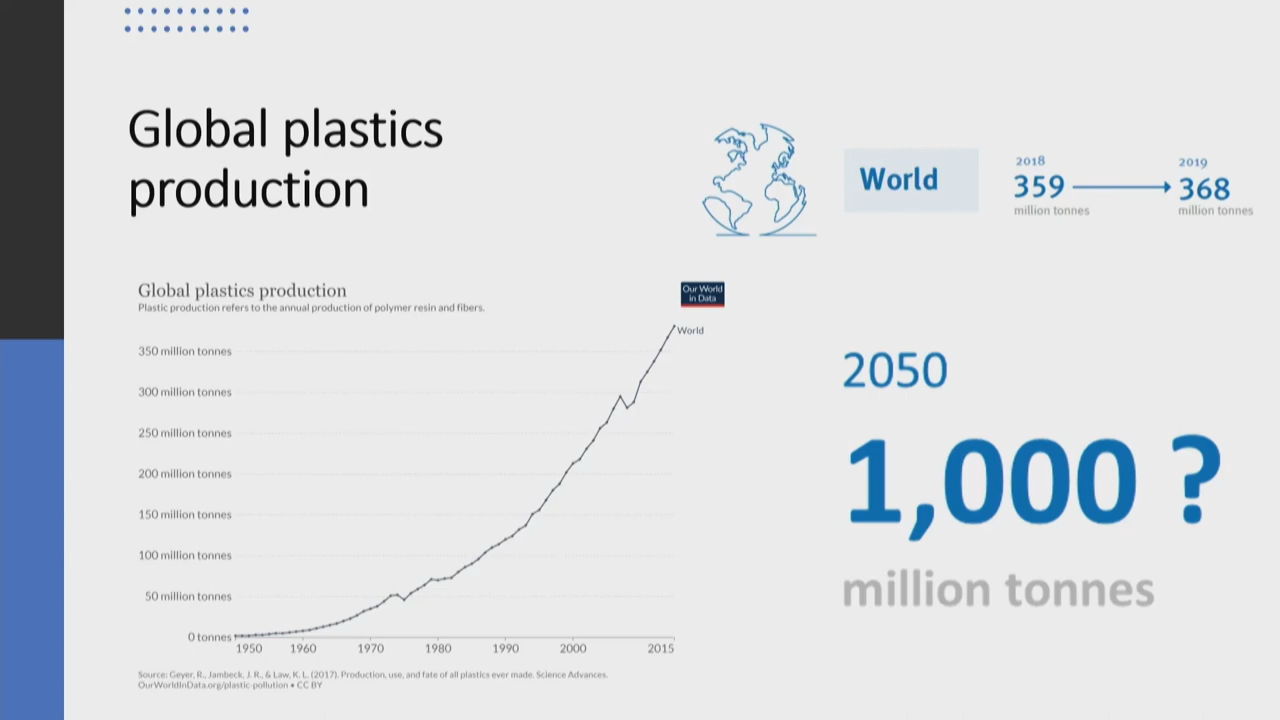 Global plastics
production
World
2018
359
million tonnes
2019
368
million tonnes
Global plastics production
Plastic production refers to the annual production of polymer resin and fibers.
Our World
in Data
World
350 million tonnes
300 million tonnes
250 million tonnes
200 million tonnes
150 million tonnes
100 million tonnes
50 million tonnes
0 tonnes
1950 1960 1970 1980 1990 2000 2015
Source: Geyer, R., Jambeck, J. R., & Law, K. L. (2017). Production, use, and fate of all plastics ever made. Science Advances.
OurWorldInData.org/plastic-pollution • CC BY
2050
1,000 ?
million tonnes